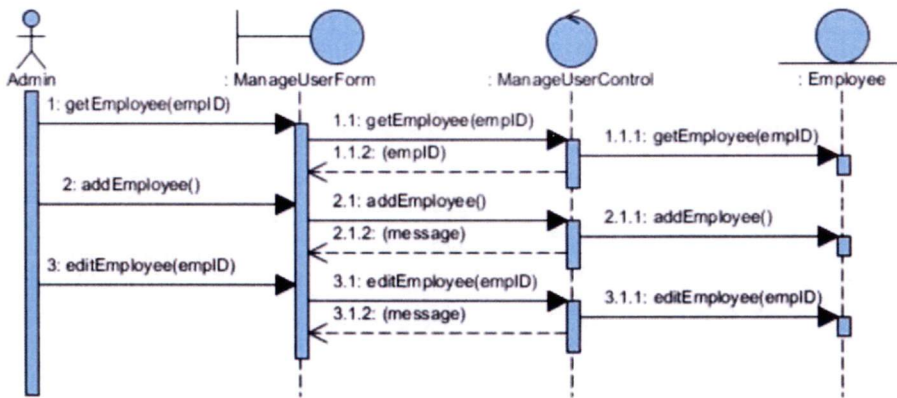 Admin
: ManageUserForm
: ManageUserControl
: Employee
1: getEmployee(empID)
1.1: getEmployee(empID)
1.1.1: getEmployee(empID)
1.1.2: (empID)
2: addEmployee()
2.1: addEmployee()
2.1.1: addEmployee()
2.1.2: (message)
3: editEmployee(empID)
3.1: editEmployee(empID)
3.1.1: editEmployee(empID)
3.1.2: (message)